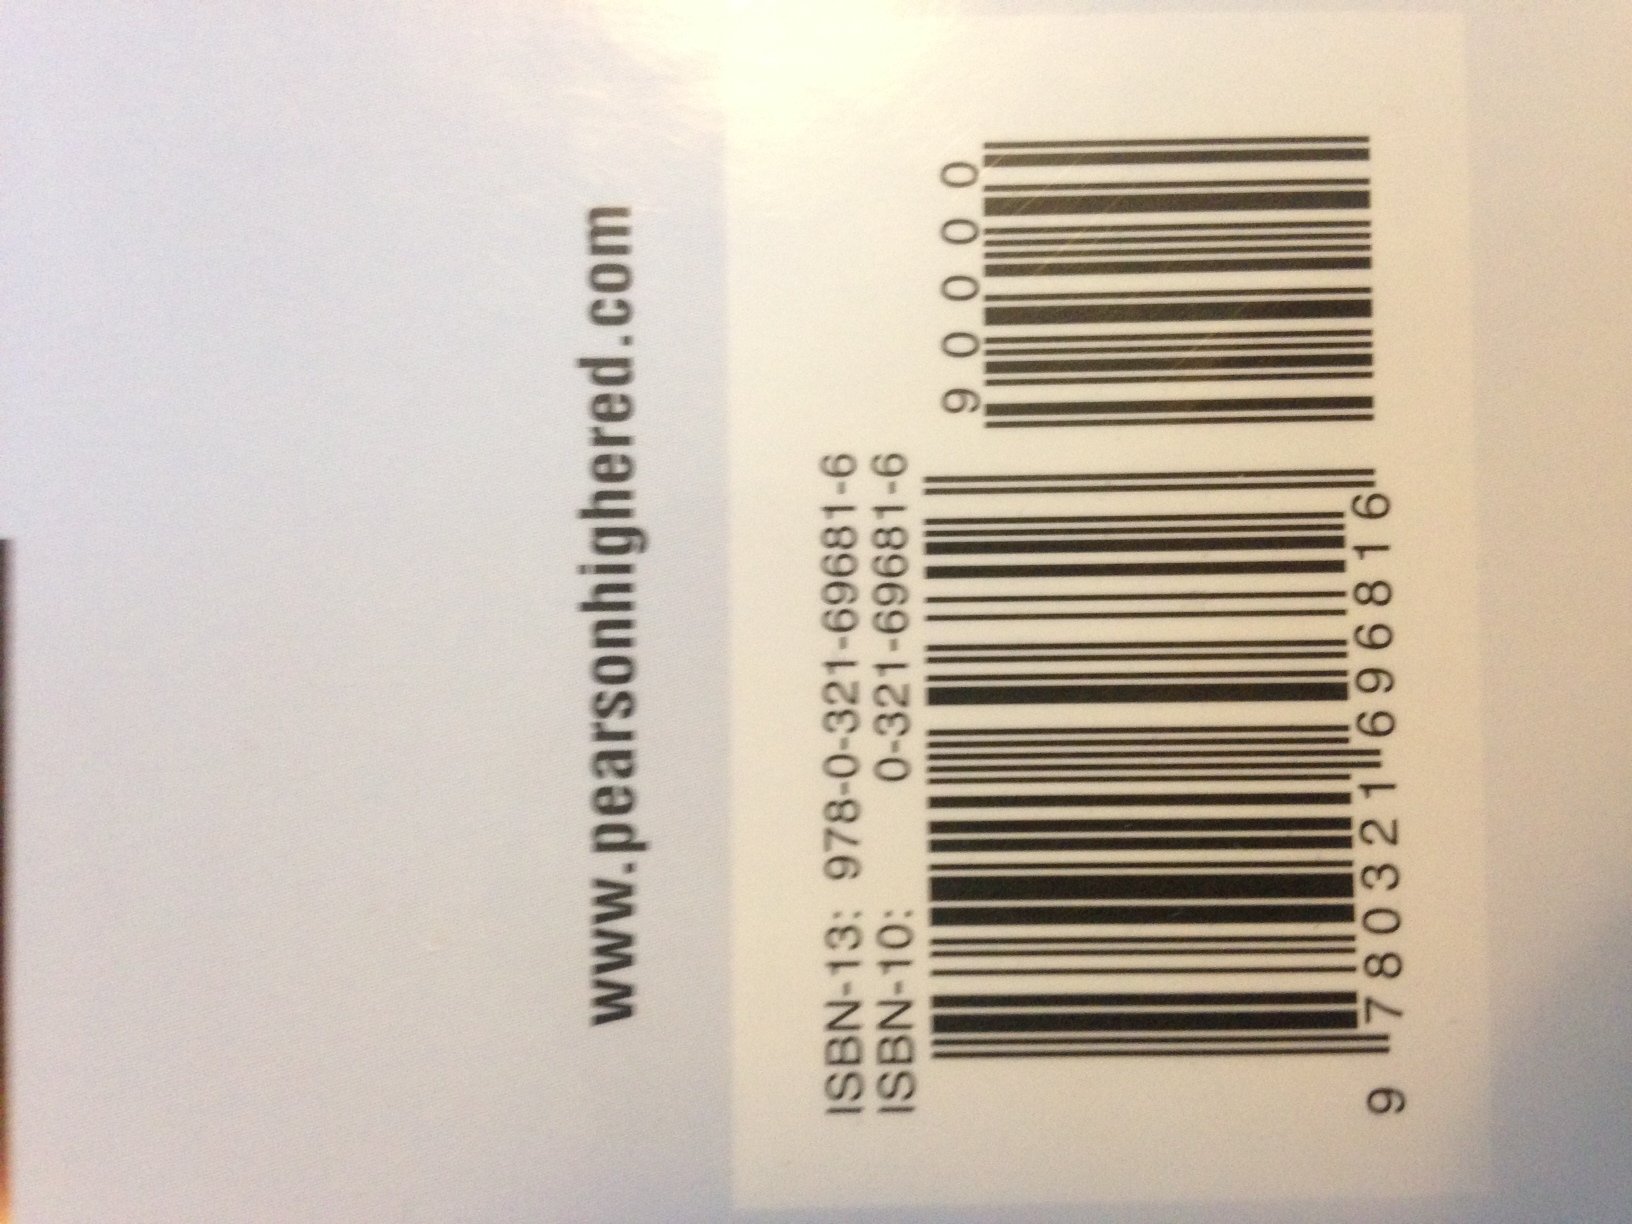 www.pearsonhighered.com
ISBN-13: 978-0-321-69681-6
ISBN-10: 0-321-69681-6
90000
9 780321 696816